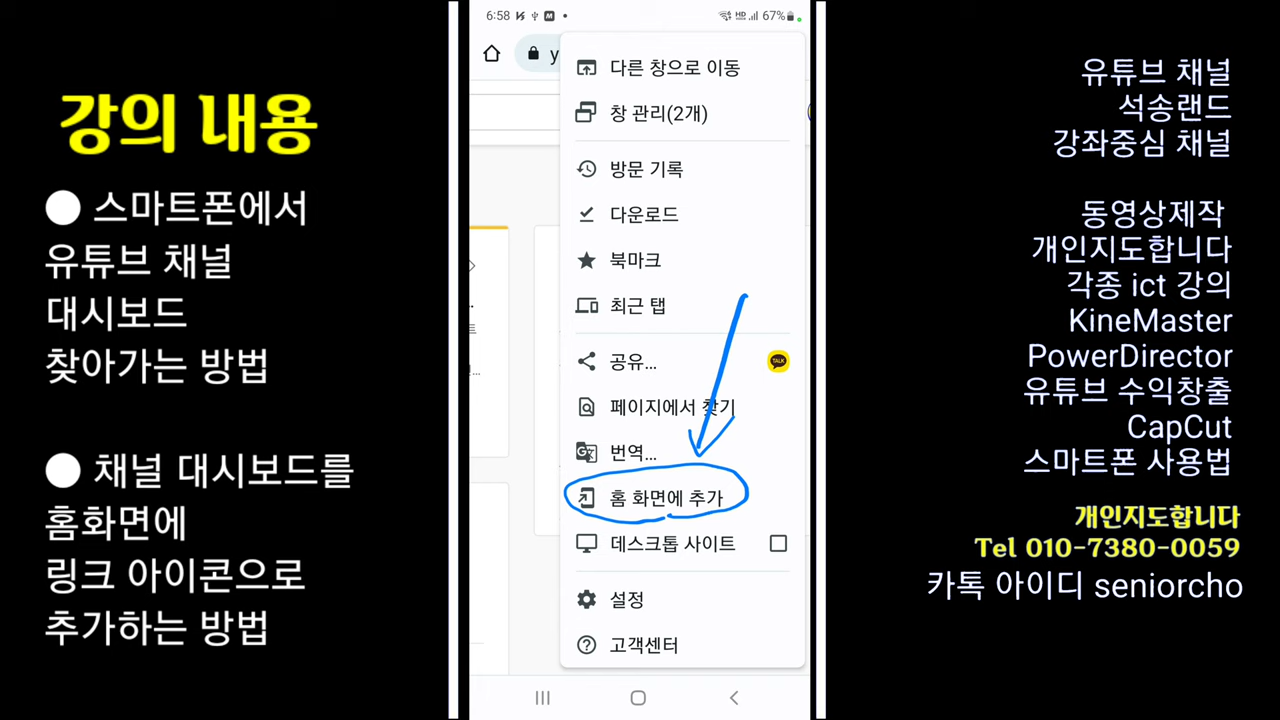 강의 내용
● 스마트폰에서
유튜브 채널
대시보드
찾아가는 방법
● 채널 대시보드를
홈화면에
링크 아이콘으로
추가하는 방법
6:58
67%
y
다른 창으로 이동
창 관리(2개)
방문 기록
다운로드
북마크
최근 탭
공유...
TALK
페이지에서 찾기
번역...
홈 화면에 추가
데스크톱 사이트
설정
고객센터
유튜브 채널
석송랜드
강좌중심 채널
동영상제작
개인지도합니다
각종 ict 강의
KineMaster
PowerDirector
유튜브 수익창출
CapCut
스마트폰 사용법
개인지도합니다
Tel 010-7380-0059
카톡 아이디 seniorcho